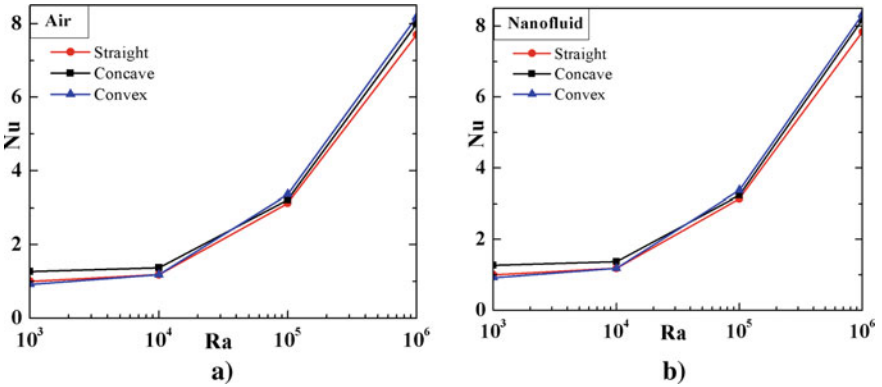 Air
Straight
Concave
Convex
Nu
8
6
4
2
0
10³
10⁴
10⁵
10⁶
Ra
a)
Nanofluid
Straight
Concave
Convex
Nu
8
6
4
2
0
10³
10⁴
10⁵
10⁶
Ra
b)